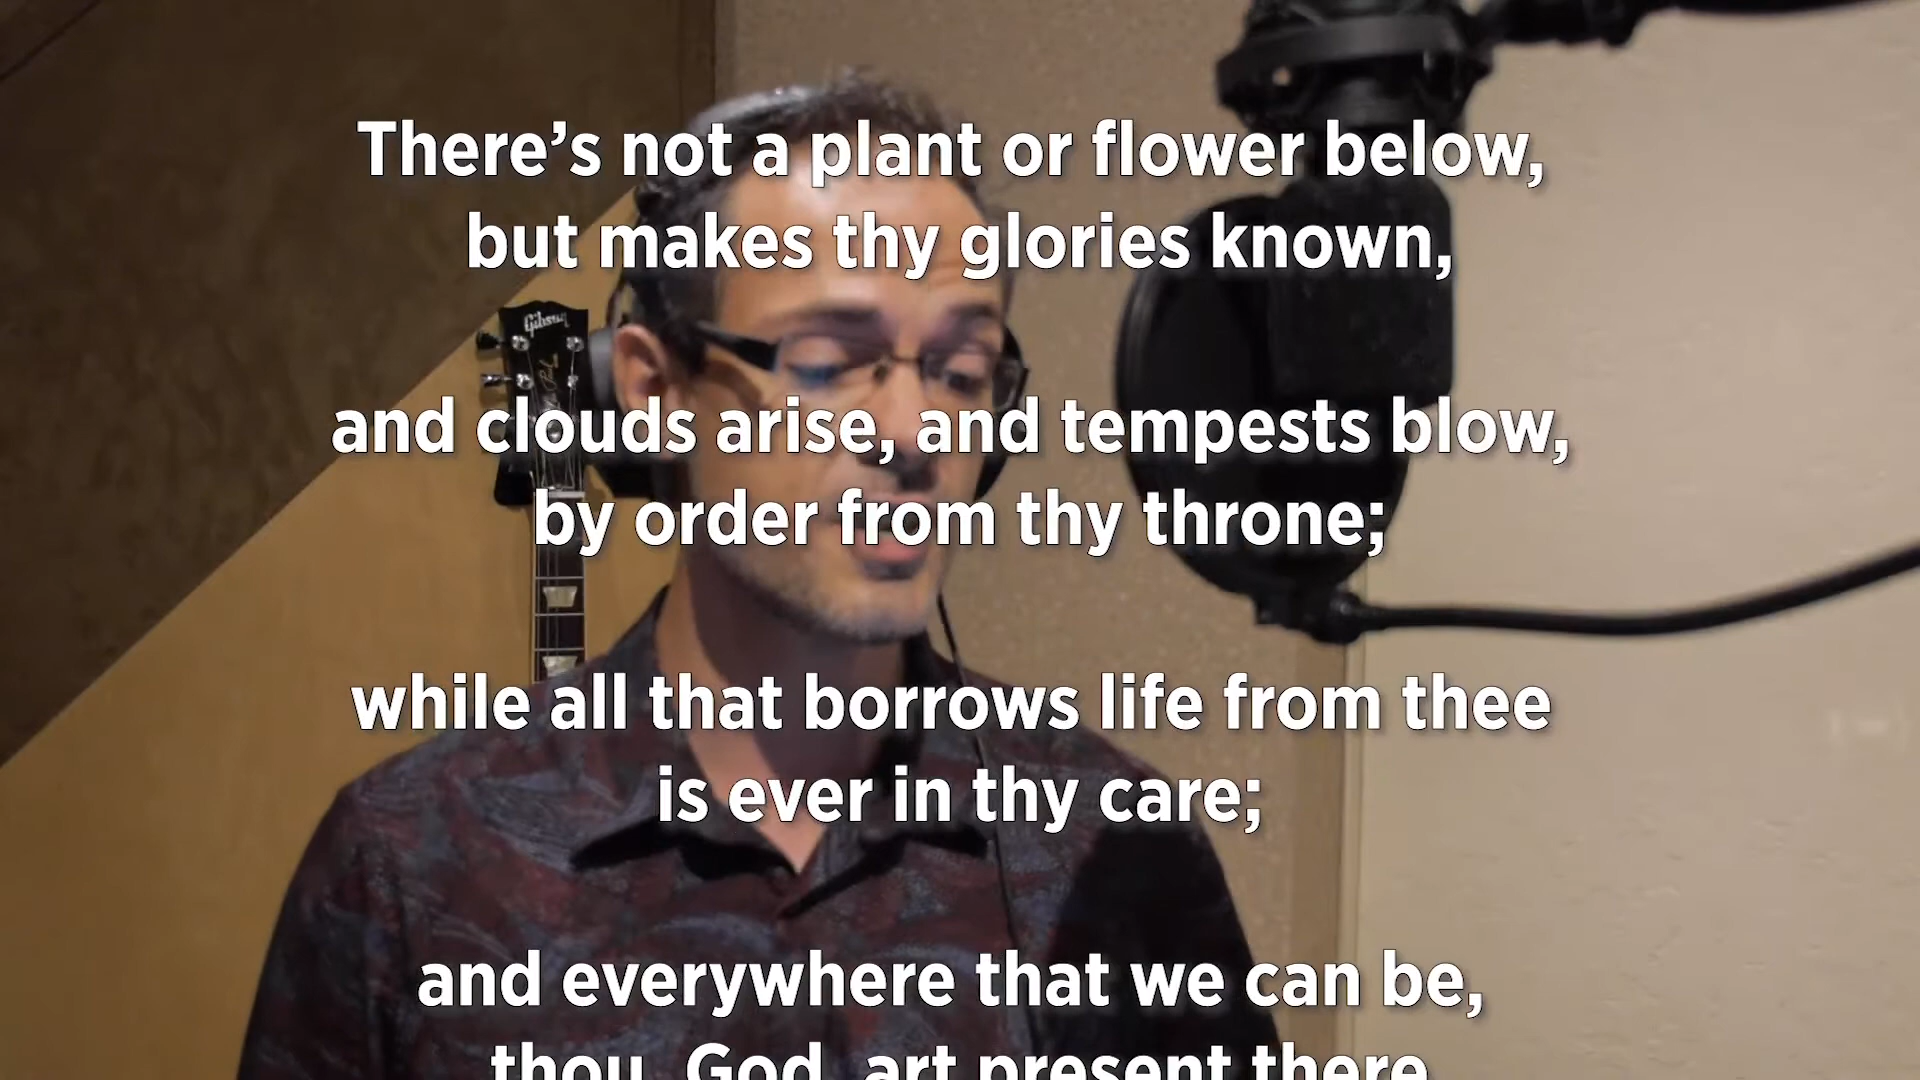 There’s not a plant or flower below,
but makes thy glories known,
Gibson
and clouds arise, and tempests blow,
by order from thy throne;
while all that borrows life from thee
is ever in thy care;
and everywhere that we can be,
thou, God, art present there